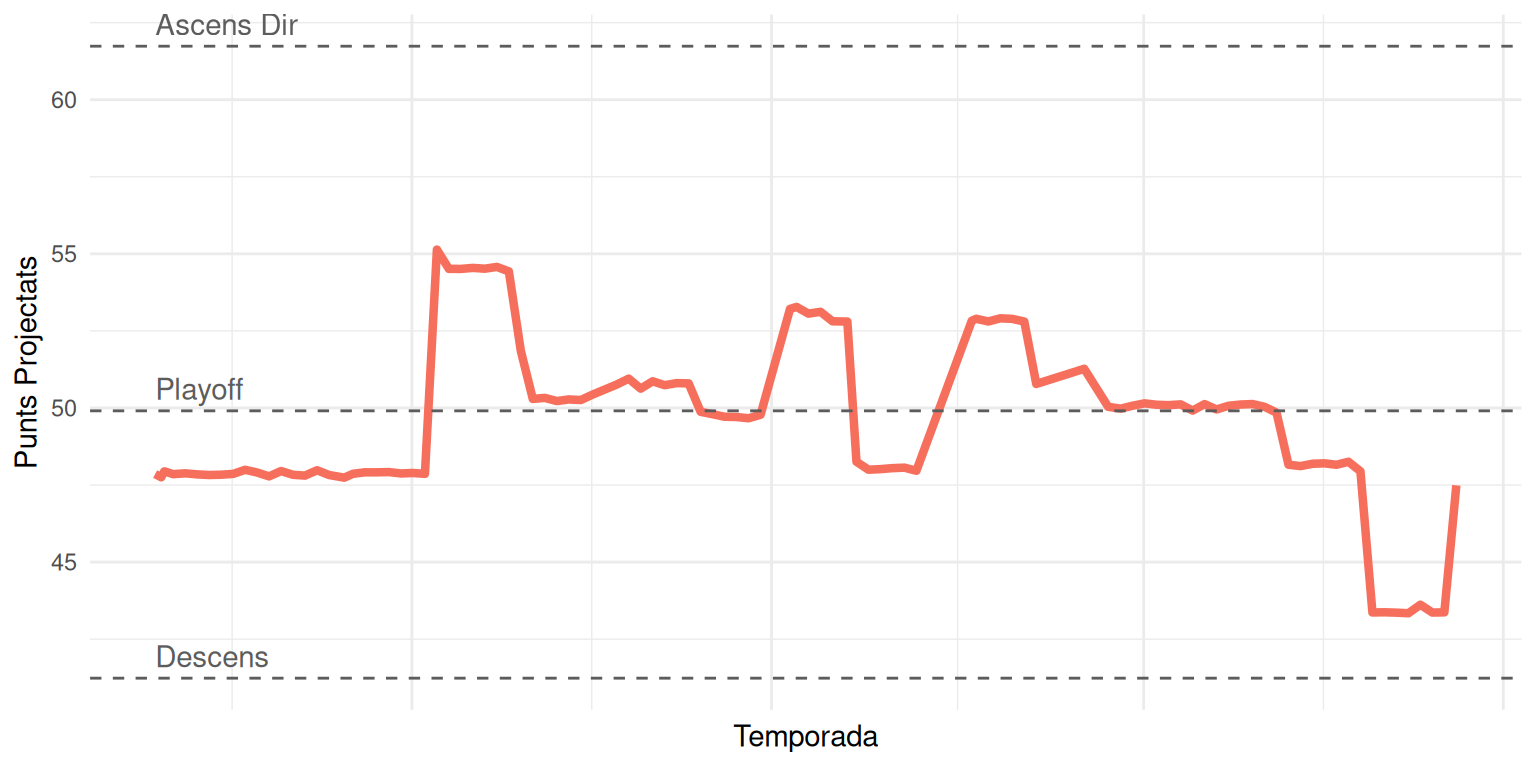 Ascens Dir
60
55
Playoff
50
45
Descens
Punts Projectats
Temporada